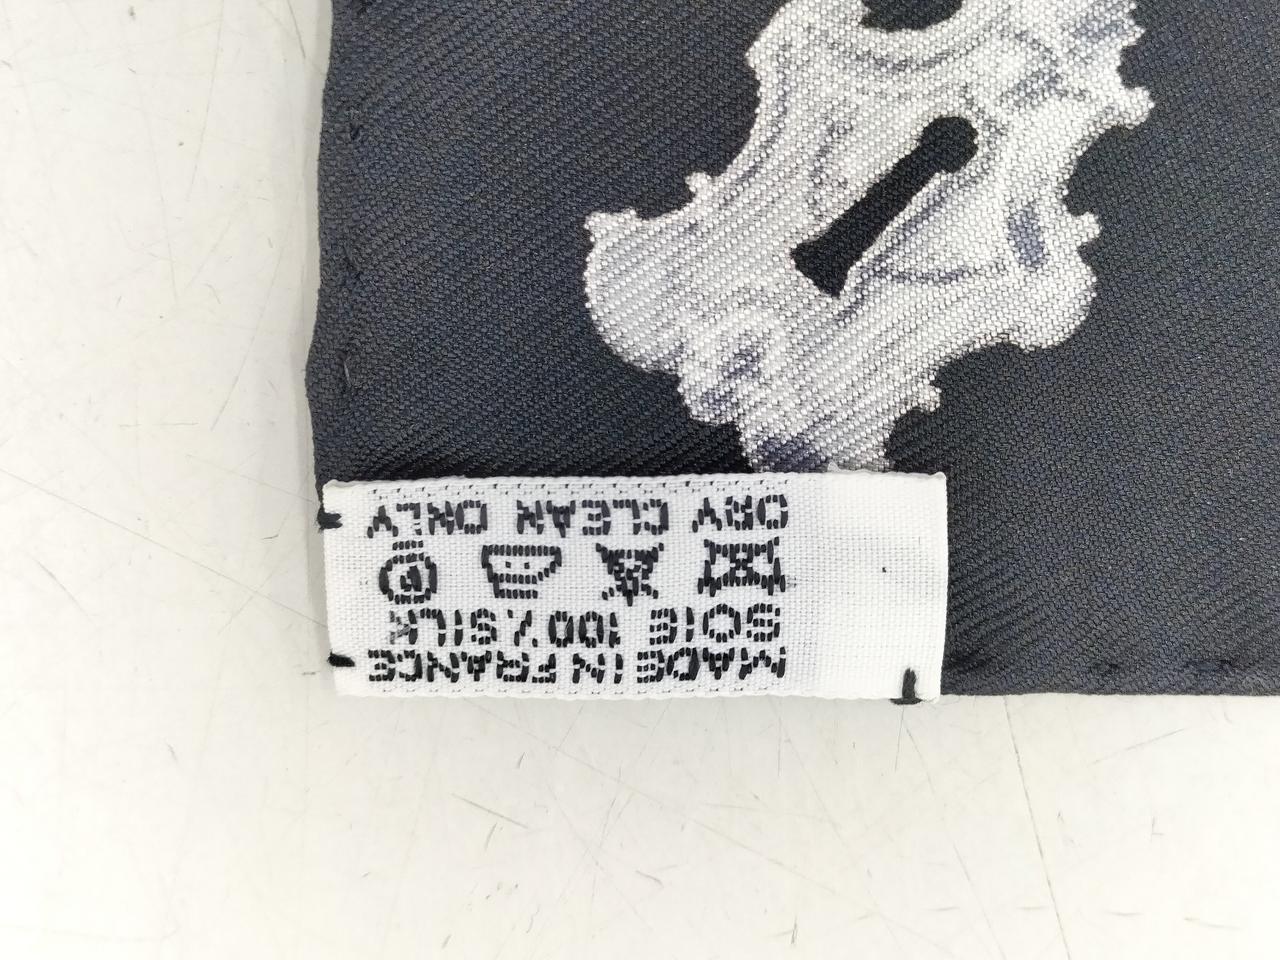 DRY CLEAN ONLY
SOIE 100% SILK
MADE IN FRANCE